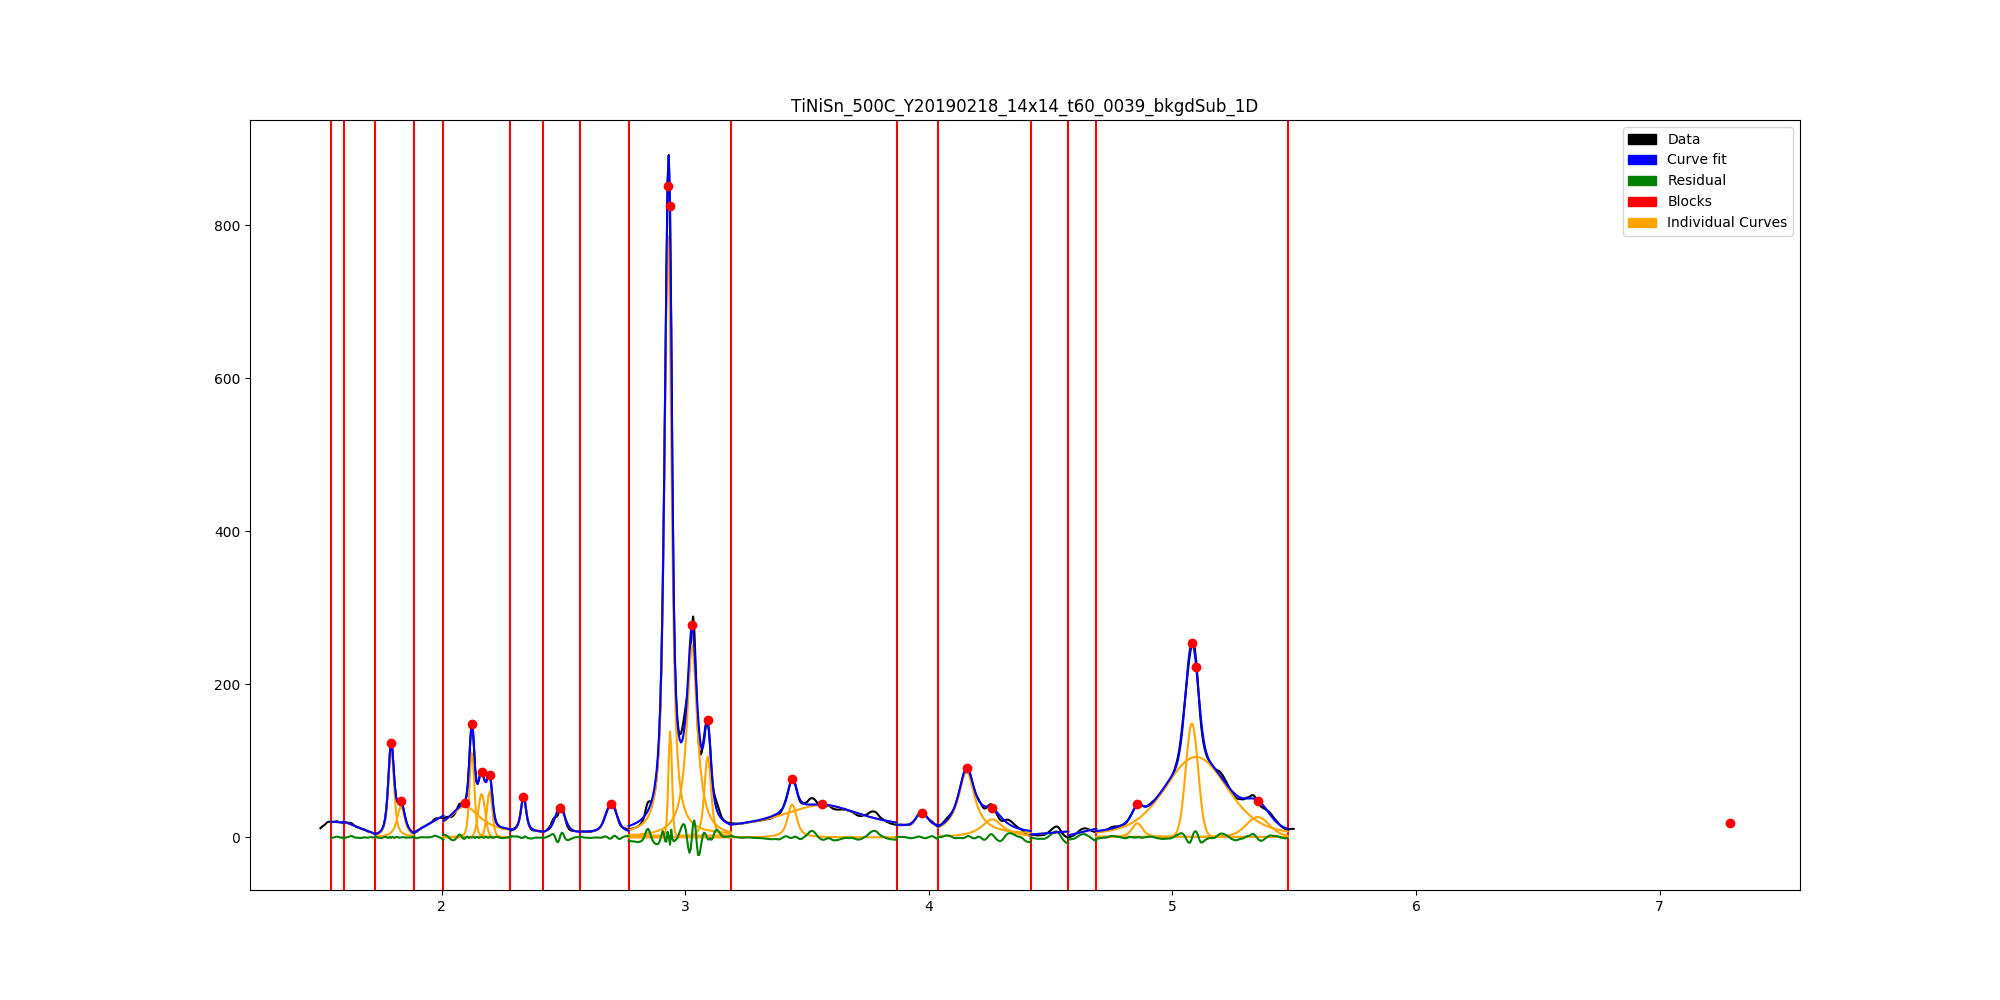 TiNiSn_500C_Y20190218_14x14_t60_0039_bkgdSub_1D
Data
Curve fit
Residual
Blocks
Individual Curves
800
600
400
200
0
2 3 4 5 6 7